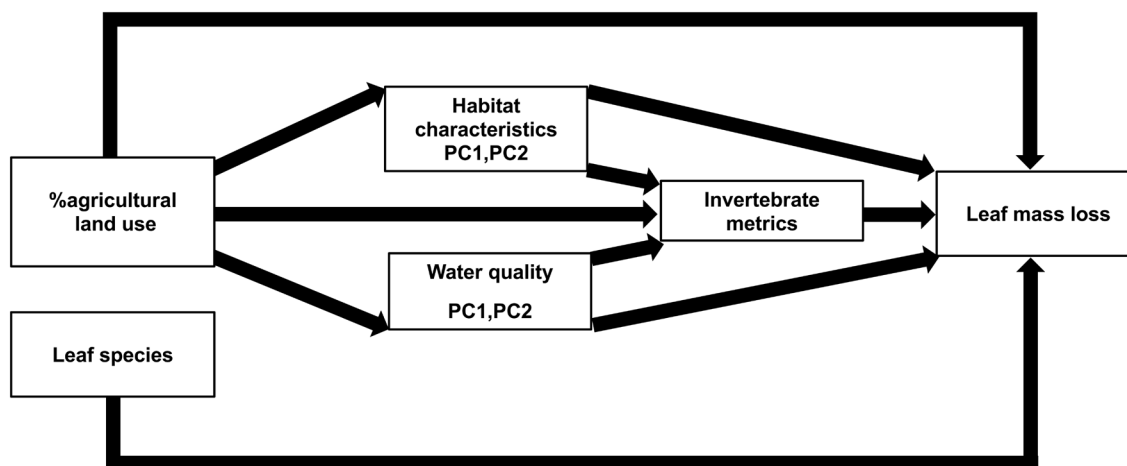 Habitat
characteristics
PC1,PC2
%agricultural
land use
Invertebrate
metrics
Leaf mass loss
Water quality
PC1,PC2
Leaf species